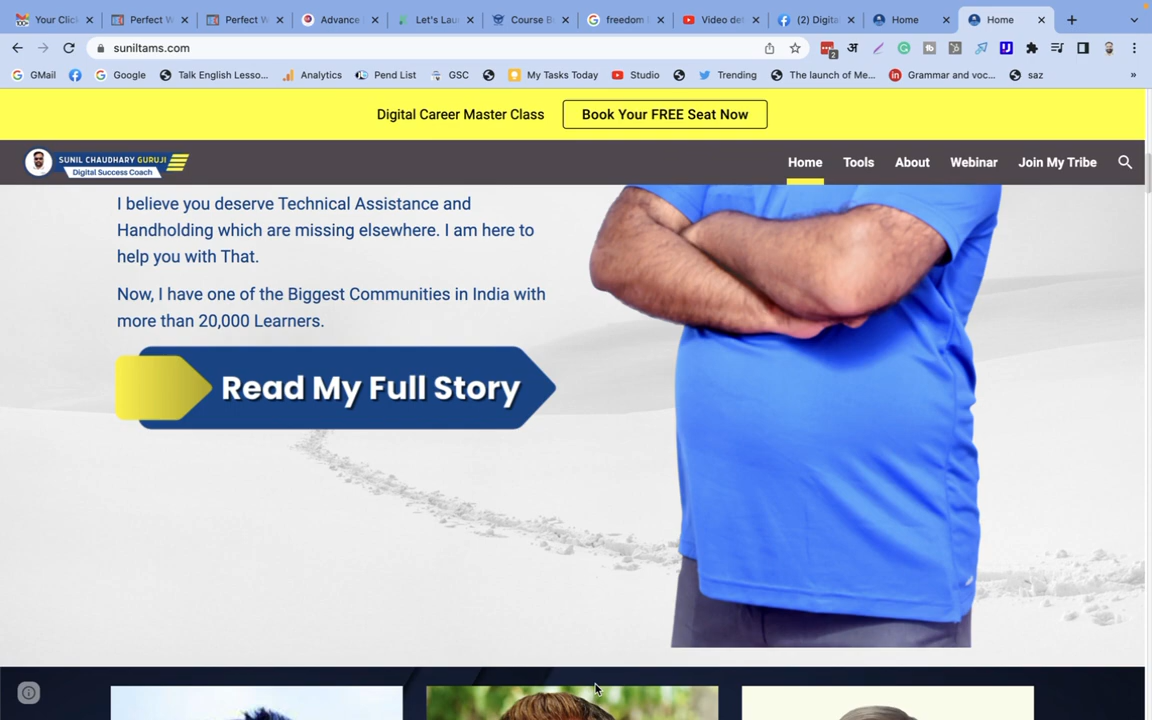 Your Click
Perfect W
Perfect W
Advance
Let's Lau
Course B
freedom
Video de
(2) Digita
Home
Home
suniltams.com
2
अ
GMail
Google
Talk English Lesso...
Analytics
Pend List
GSC
My Tasks Today
Studio
Trending
The launch of Me...
in
Grammar and voc...
saz
»
Digital Career Master Class
Book Your FREE Seat Now
SUNIL CHAUDHARY GURUJI
Digital Success Coach
Home
Tools
About
Webinar
Join My Tribe
I believe you deserve Technical Assistance and
Handholding which are missing elsewhere. I am here to
help you with That.
Now, I have one of the Biggest Communities in India with
more than 20,000 Learners.
Read My Full Story